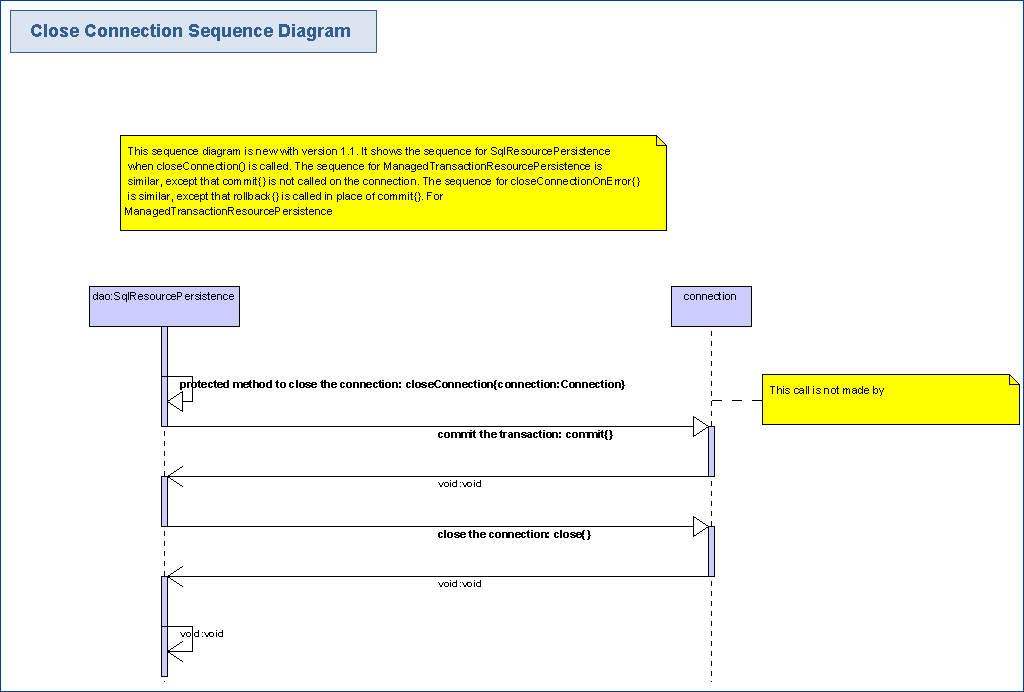 Close Connection Sequence Diagram
This sequence diagram is new with version 1.1. It shows the sequence for SqlResourcePersistence
when closeConnection() is called. The sequence for ManagedTransactionResourcePersistence is
similar, except that commit{} is not called on the connection. The sequence for closeConnectionOnError{}
is similar, except that rollback{} is called in place of commit{}. For
ManagedTransactionResourcePersistence
dao:SqlResourcePersistence
connection
protected method to close the connection: closeConnection{connection:Connection}
This call is not made by
commit the transaction: commit{}
void:void
close the connection: close{}
void:void
void:void